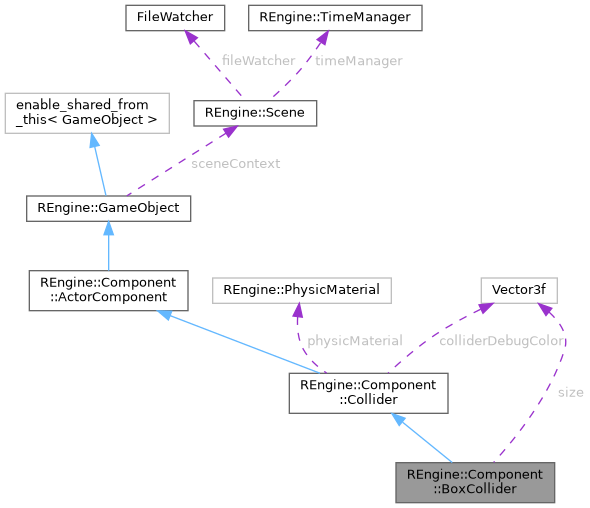 FileWatcher
REngine::TimeManager
fileWatcher
timeManager
enable_shared_from
_this< GameObject >
REngine::Scene
sceneContext
REngine::GameObject
REngine::Component
::ActorComponent
REngine::PhysicMaterial
Vector3f
physicMaterial
colliderDebugColor
REngine::Component
::Collider
size
REngine::Component
::BoxCollider